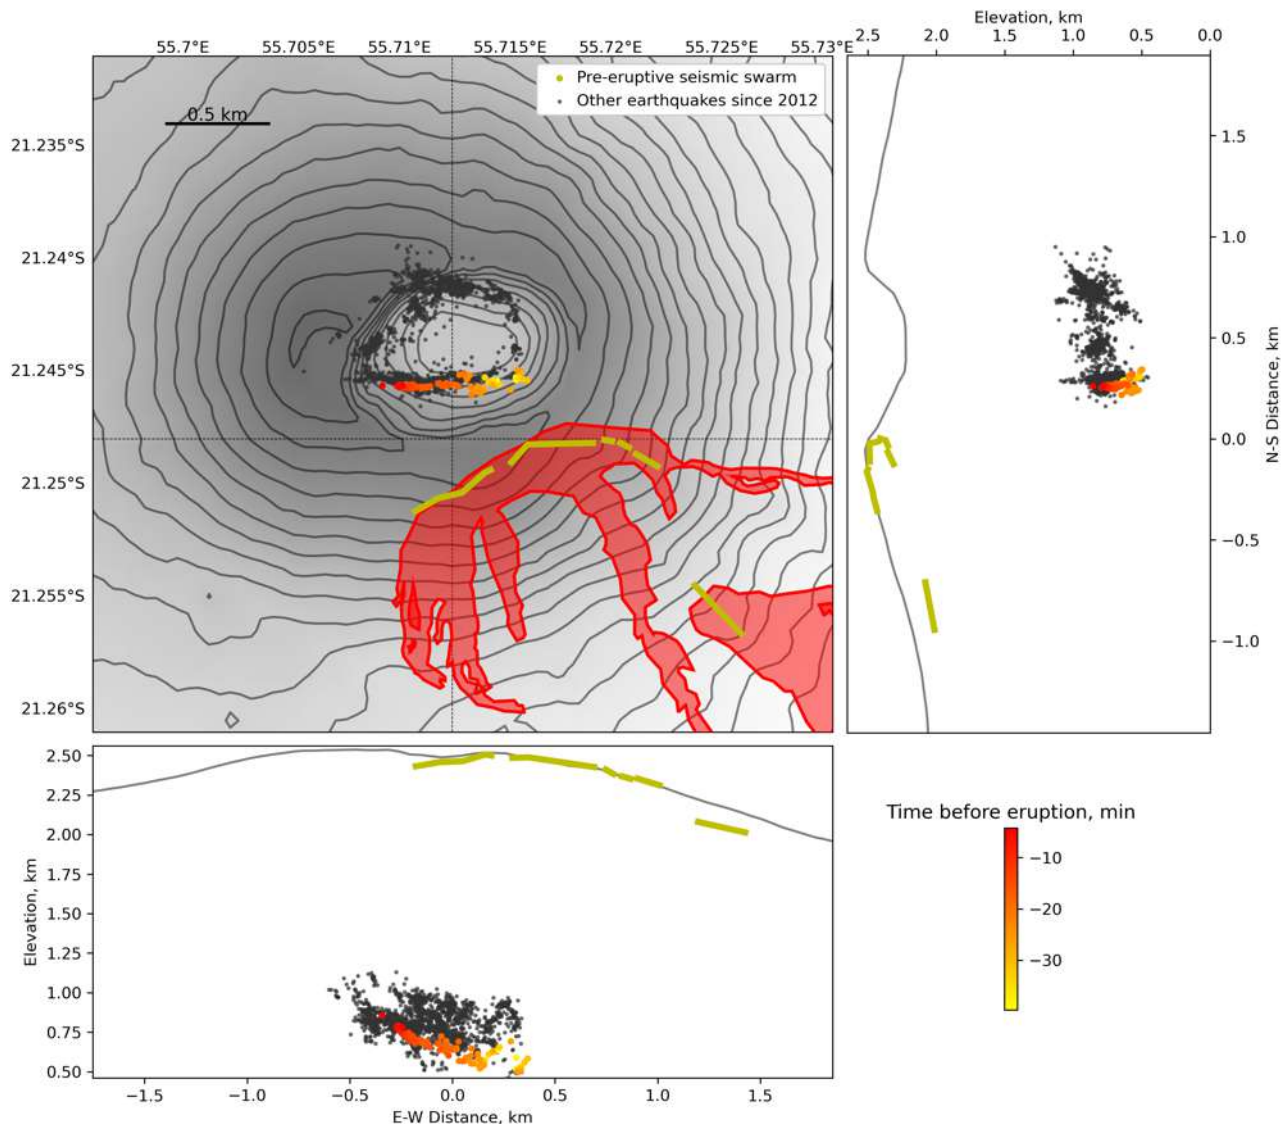 Elevation, km
2.5 2.0 1.0 0.5 0.0
55.7°E 55.705°E 55.71°E 55.715°E 55.72°E 55.725°E 55.73°E
Pre-eruptive seismic swarm
Other earthquakes since 2012
0.5 km
21.235°S
21.24°S
21.245°S
21.25°S
21.255°S
21.26°S
1.5
1.0
0.5
0.0
−0.5
−1.0
N-S Distance, km
2.50
2.25
2.00
1.75
1.50
1.25
1.00
0.75
0.50
Elevation, km
−1.5 −1.0 −0.5 0.0 0.5 1.0 1.5
E-W Distance, km
Time before eruption, min
−10
−20
−30